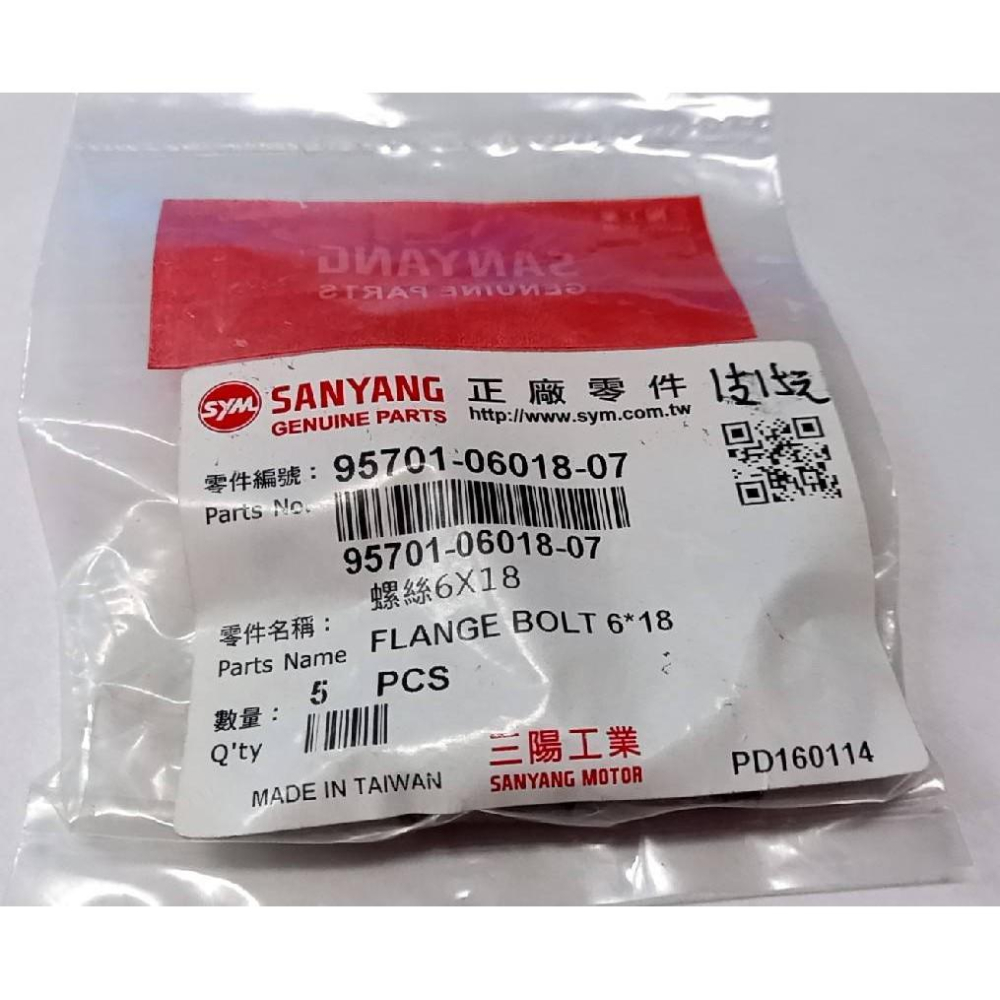 SANYANG
GENUINE PARTS
SYM
SANYANG 正廠零件
GENUINE PARTS http://www.sym.com.tw
零件編號：95701-06018-07
Parts No.
95701-06018-07
螺絲6X18
零件名稱：
Parts Name FLANGE BOLT 6*18
數量：5 PCS
Q'ty
MADE IN TAIWAN
三陽工業
SANYANG MOTOR
PD160114